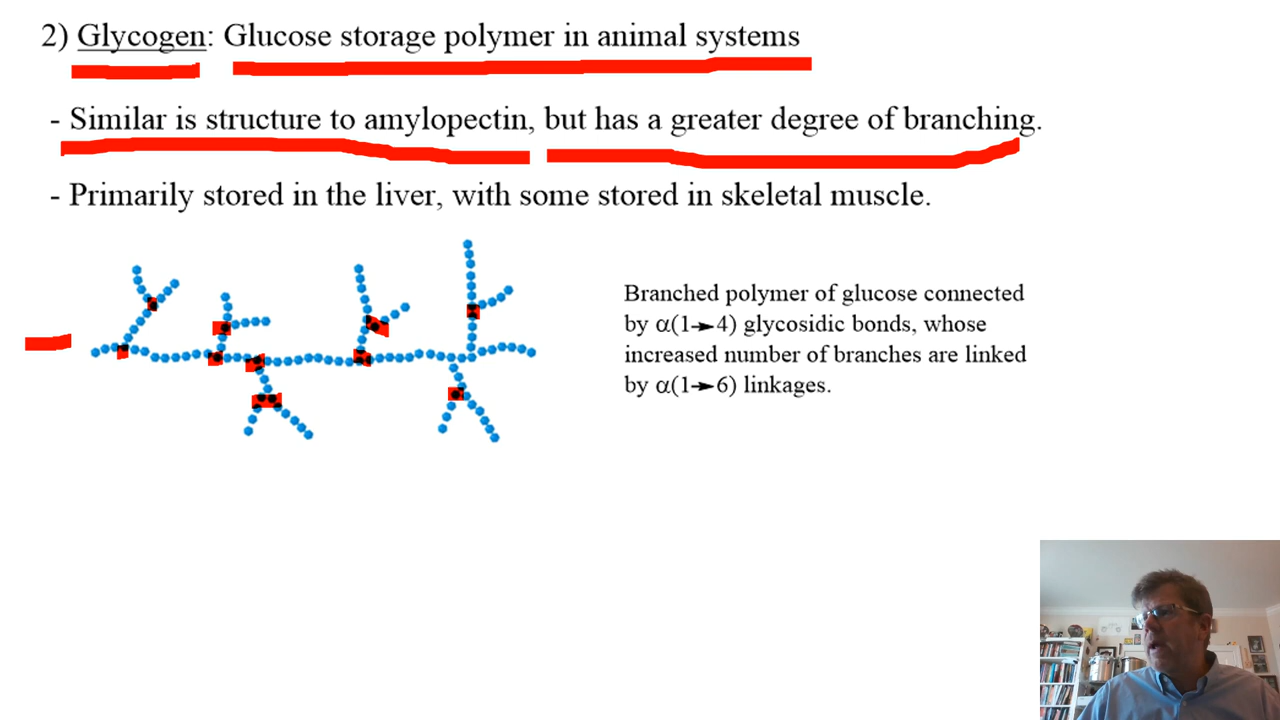 2) Glycogen: Glucose storage polymer in animal systems
- Similar is structure to amylopectin, but has a greater degree of branching.
- Primarily stored in the liver, with some stored in skeletal muscle.
Branched polymer of glucose connected
by α(1→4) glycosidic bonds, whose
increased number of branches are linked
by α(1→6) linkages.